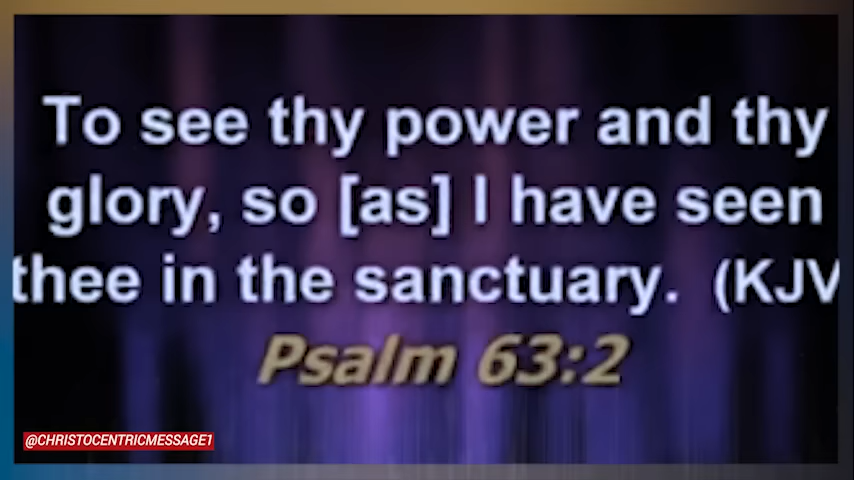 To see thy power and thy
glory, so [as] I have seen
thee in the sanctuary. (KJV
Psalm 63:2
@CHRISTOCENTRICMESSAGE1